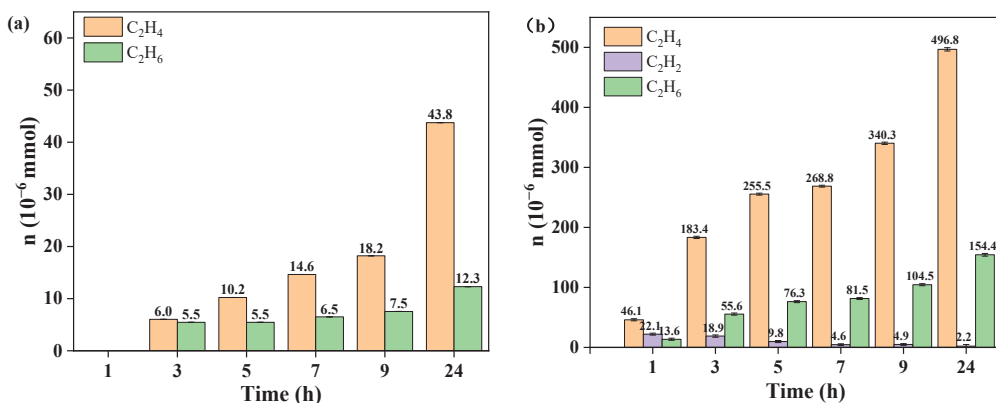 (a)
C₂H₄
C₂H₆
60
50
40
30
20
10
0
n (10⁻⁶ mmol)
6.0 5.5
10.2 5.5
14.6 6.5
18.2 7.5
43.8 12.3
1 3 5 7 9 24
Time (h)
(b)
C₂H₄
C₂H₂
C₂H₆
500
400
300
200
100
0
n (10⁻⁶ mmol)
46.1 22.1 13.6
183.4 18.9 55.6
255.5 9.8 76.3
268.8 4.6 81.5
340.3 4.9 104.5
496.8 2.2 154.4
1 3 5 7 9 24
Time (h)